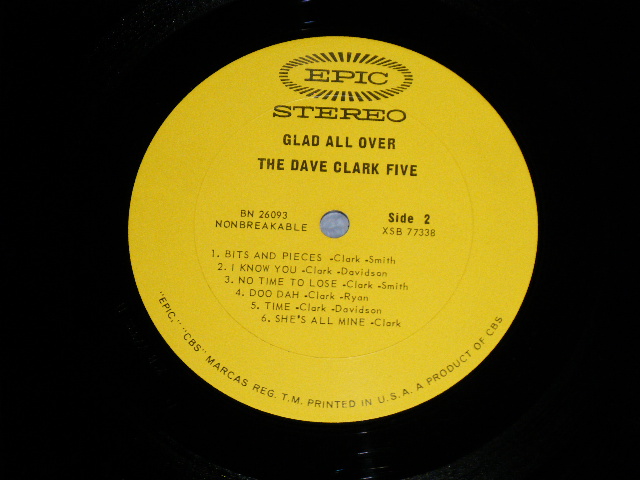 EPIC
STEREO
GLAD ALL OVER
THE DAVE CLARK FIVE
BN 26093
NONBREAKABLE
Side 2
XSB 77338
1. BITS AND PIECES -Clark -Smith
2. I KNOW YOU -Clark -Davidson
3. NO TIME TO LOSE -Clark -Smith
4. DOO DAH -Clark -Ryan
5. TIME -Clark -Davidson
6. SHE'S ALL MINE -Clark
"EPIC," "CBS" MARCAS REG. T.M. PRINTED IN U.S.A. A PRODUCT OF CBS